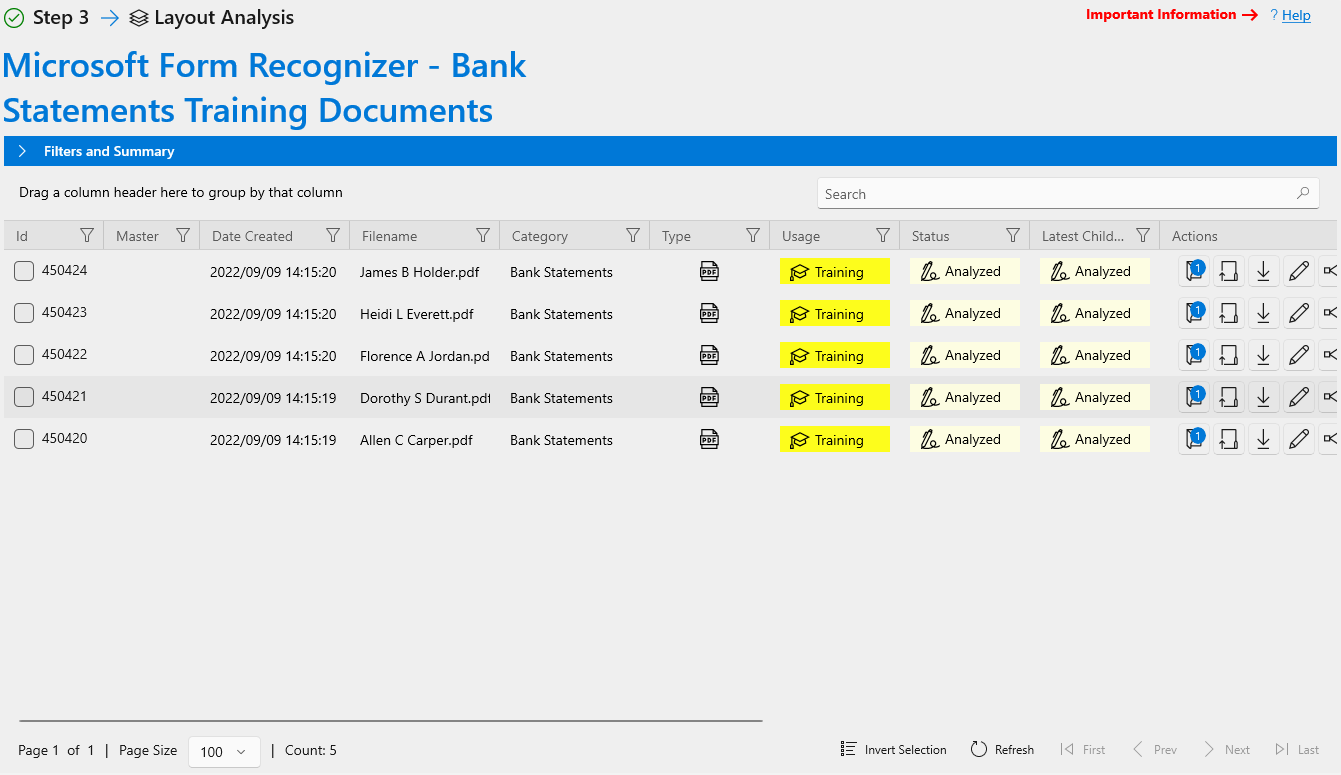 Step 3 Layout Analysis Important Information ? Help
Microsoft Form Recognizer - Bank
Statements Training Documents
Filters and Summary
Drag a column header here to group by that column Search
Id Master Date Created Filename Category Type Usage Status Latest Child... Actions
450424 2022/09/09 14:15:20 James B Holder.pdf Bank Statements PDF Training Analyzed Analyzed 1
450423 2022/09/09 14:15:20 Heidi L Everett.pdf Bank Statements PDF Training Analyzed Analyzed 1
450422 2022/09/09 14:15:20 Florence A Jordan.pd Bank Statements PDF Training Analyzed Analyzed 1
450421 2022/09/09 14:15:19 Dorothy S Durant.pdf Bank Statements PDF Training Analyzed Analyzed 1
450420 2022/09/09 14:15:19 Allen C Carper.pdf Bank Statements PDF Training Analyzed Analyzed 1
Page 1 of 1 | Page Size 100 | Count: 5 Invert Selection Refresh First Prev Next Last